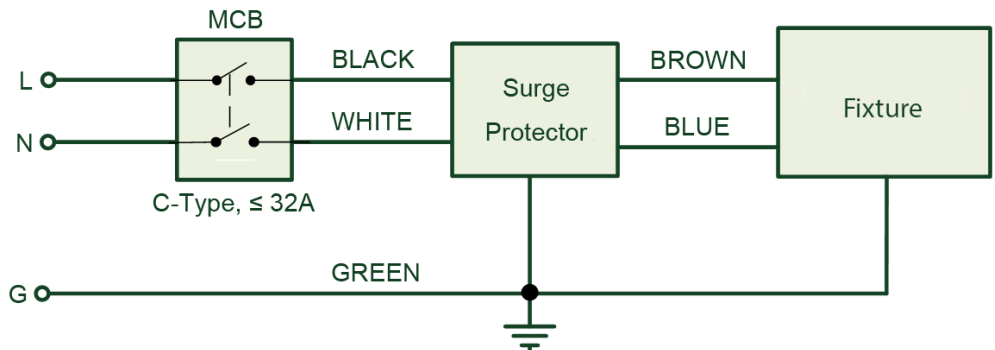 MCB
L
BLACK
BROWN
Surge
Protector
Fixture
N
WHITE
BLUE
C-Type, ≤ 32A
GREEN
G